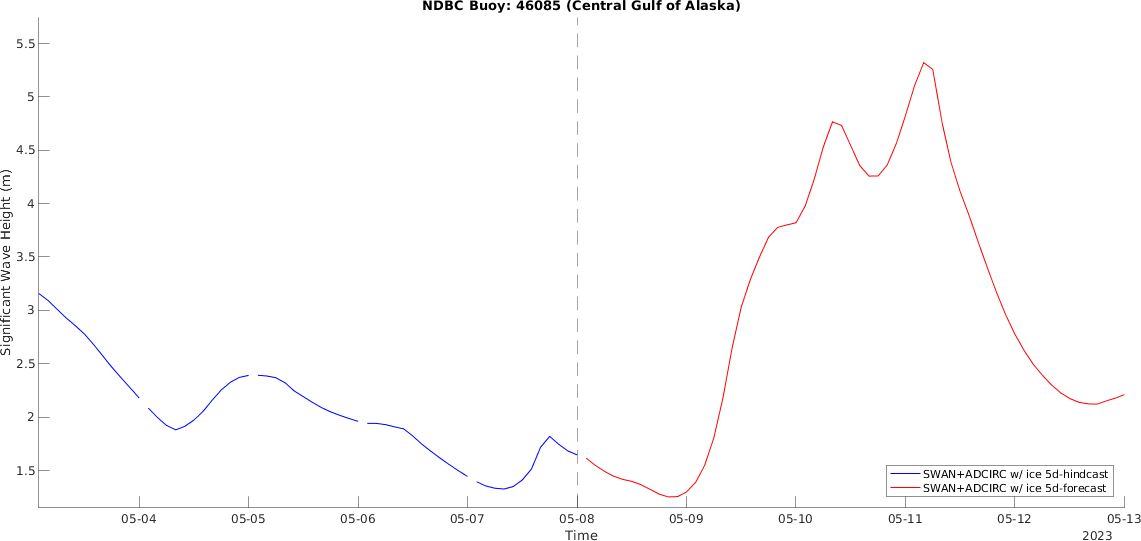 NDBC Buoy: 46085 (Central Gulf of Alaska)
Significant Wave Height (m)
5.5
5
4.5
4
3.5
3
2.5
2
1.5
SWAN+ADCIRC w/ ice 5d-hindcast
SWAN+ADCIRC w/ ice 5d-forecast
05-04 05-05 05-06 05-07 05-08 05-09 05-10 05-11 05-12 05-13
Time
2023